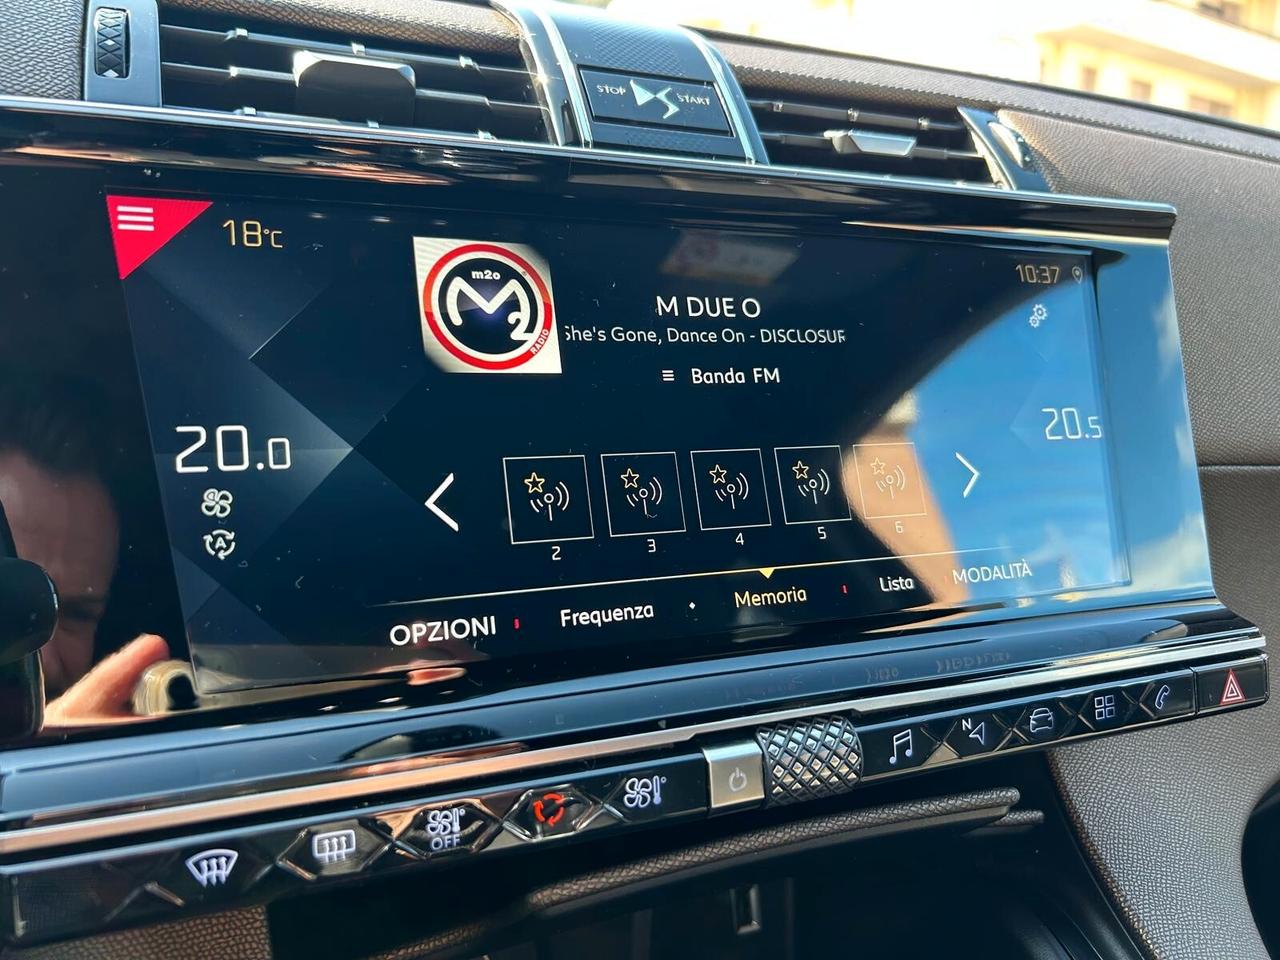 STOP DS START
18°C
m2o
RADIO
10:37
M DUE O
She's Gone, Dance On - DISCLOSUR
Banda FM
20.0
20.5
A
2 3 4 5 6
OPZIONI Frequenza Memoria Lista MODALITÀ
OFF
N